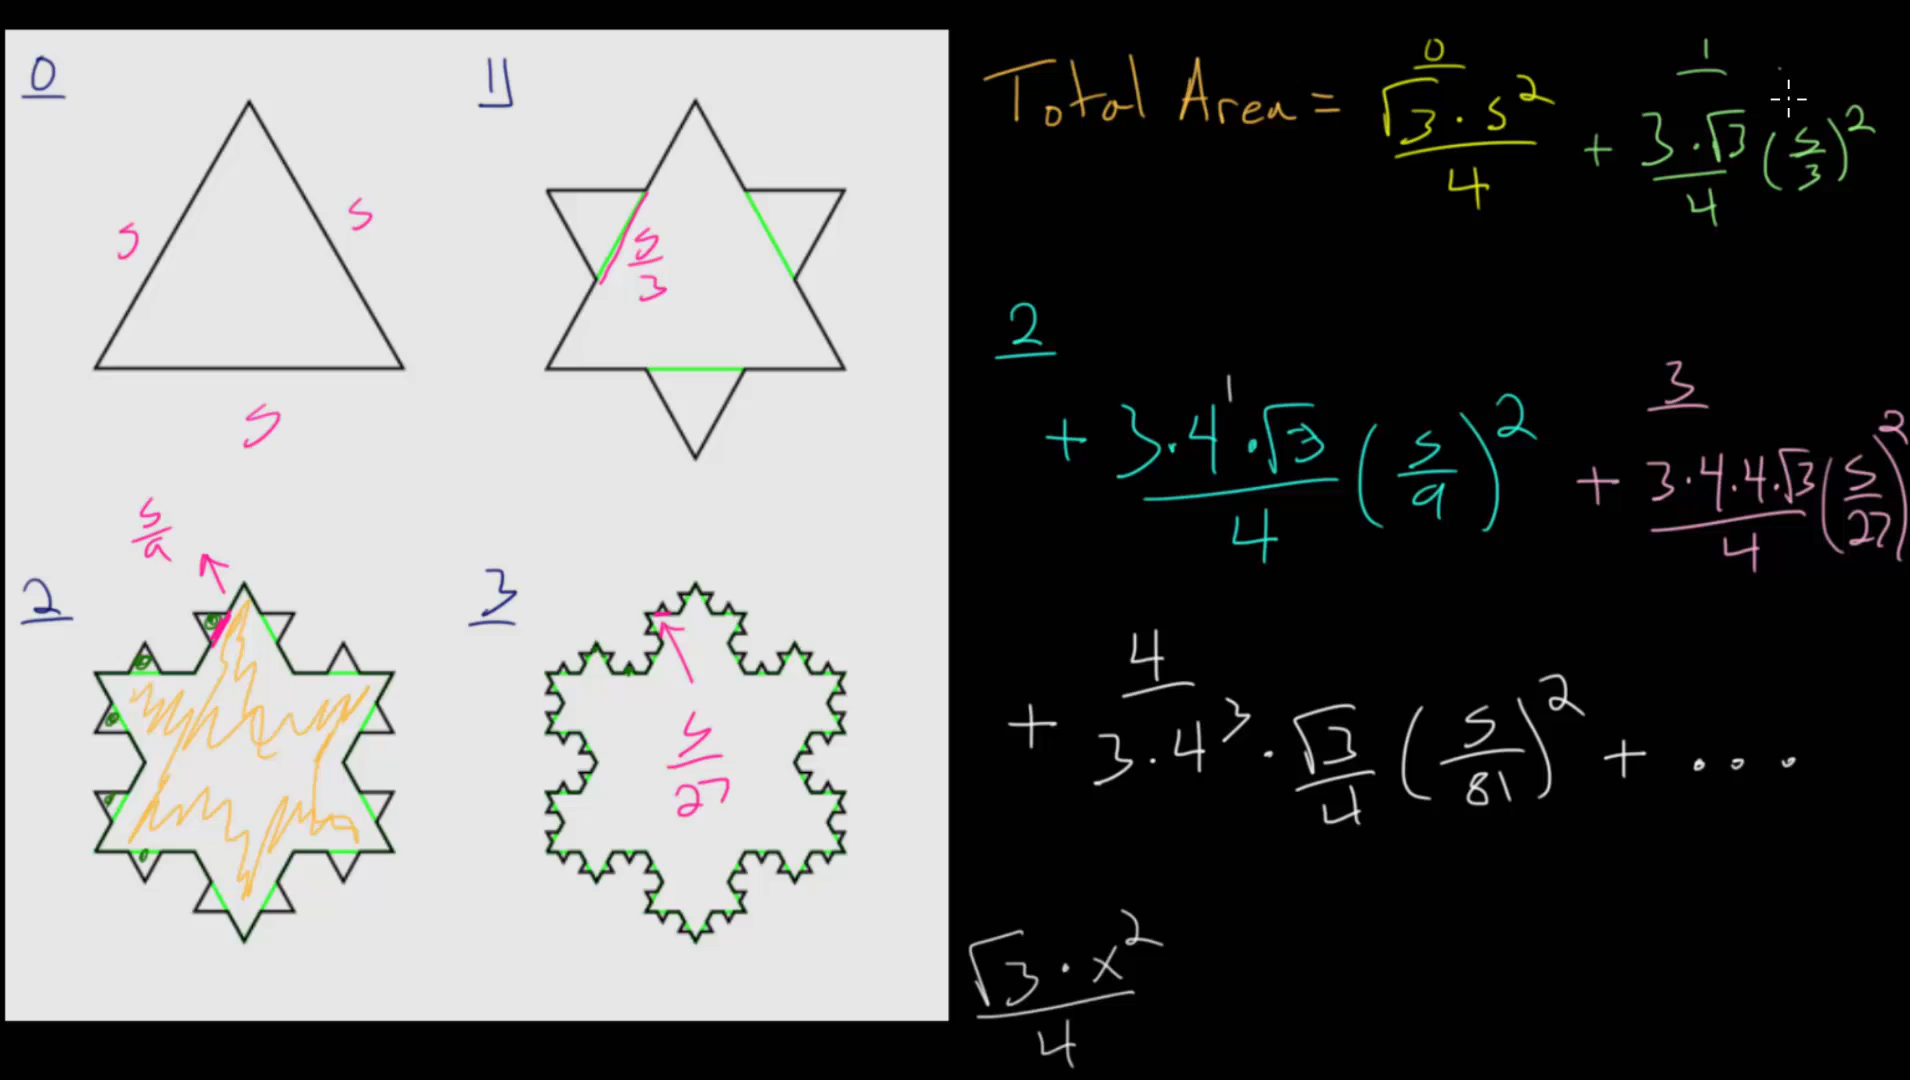 0
1
s
s
s
s/3
2
s/9
3
s/27
Total Area = 
0
√3 · s²/4
1
+ 3 · √3/4 (s/3)²
2
+ 3 · 4¹ · √3/4 (s/9)²
3
+ 3 · 4 · 4 · √3/4 (s/27)²
4
+ 3 · 4³ · √3/4 (s/81)² + ...
√3 · x²/4